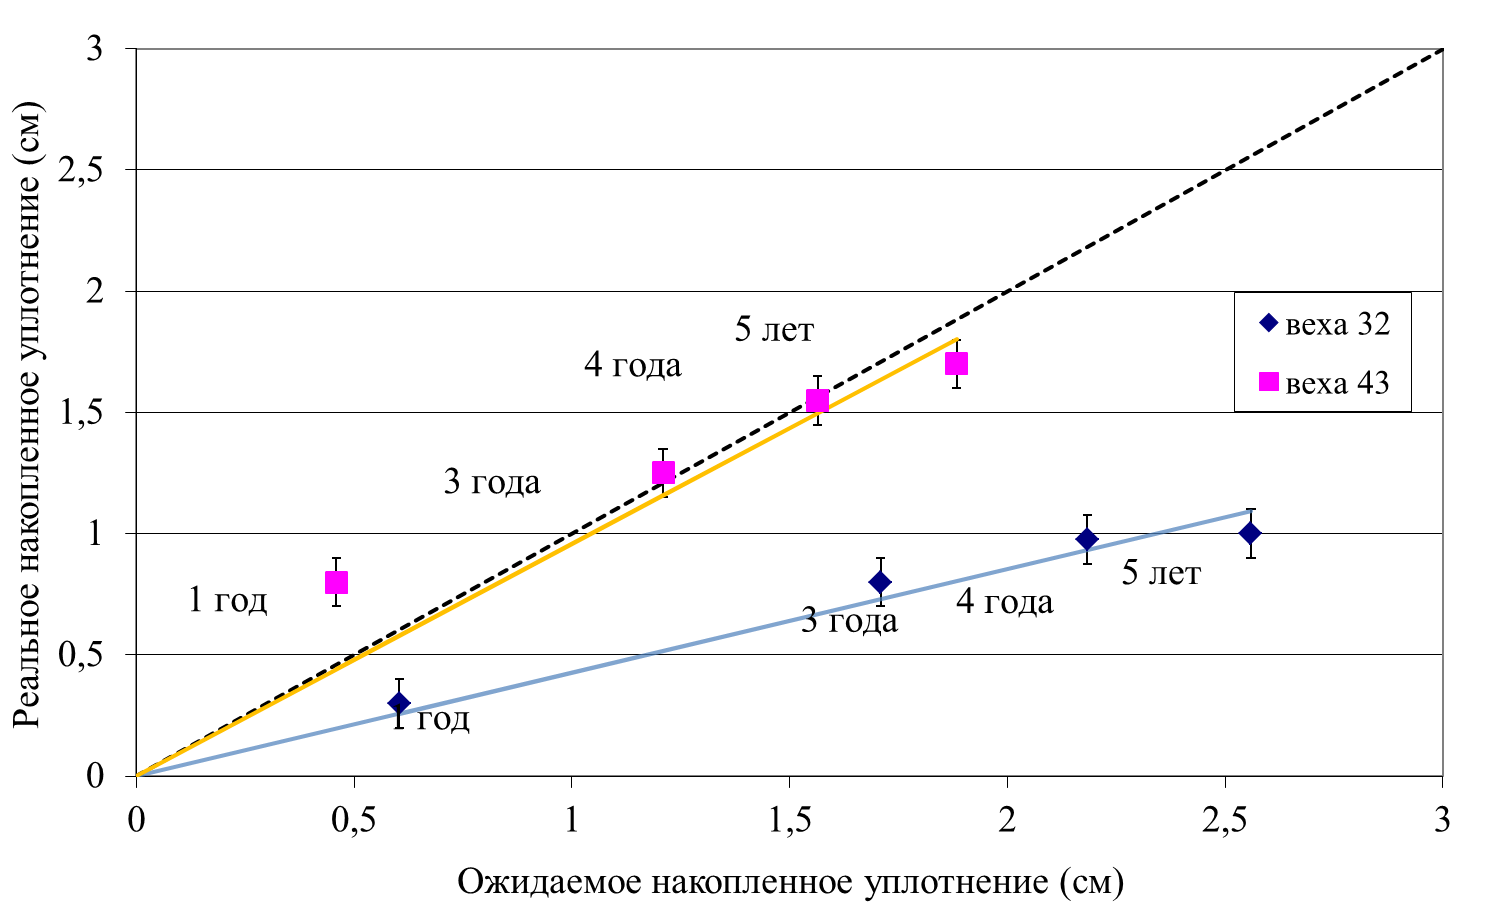 3
2,5
2
1,5
1
0,5
0
Реальное накопленное уплотнение (см)
5 лет
4 года
3 года
1 год
веха 32
веха 43
5 лет
4 года
3 года
1 год
0 0,5 1 1,5 2 2,5 3
Ожидаемое накопленное уплотнение (см)